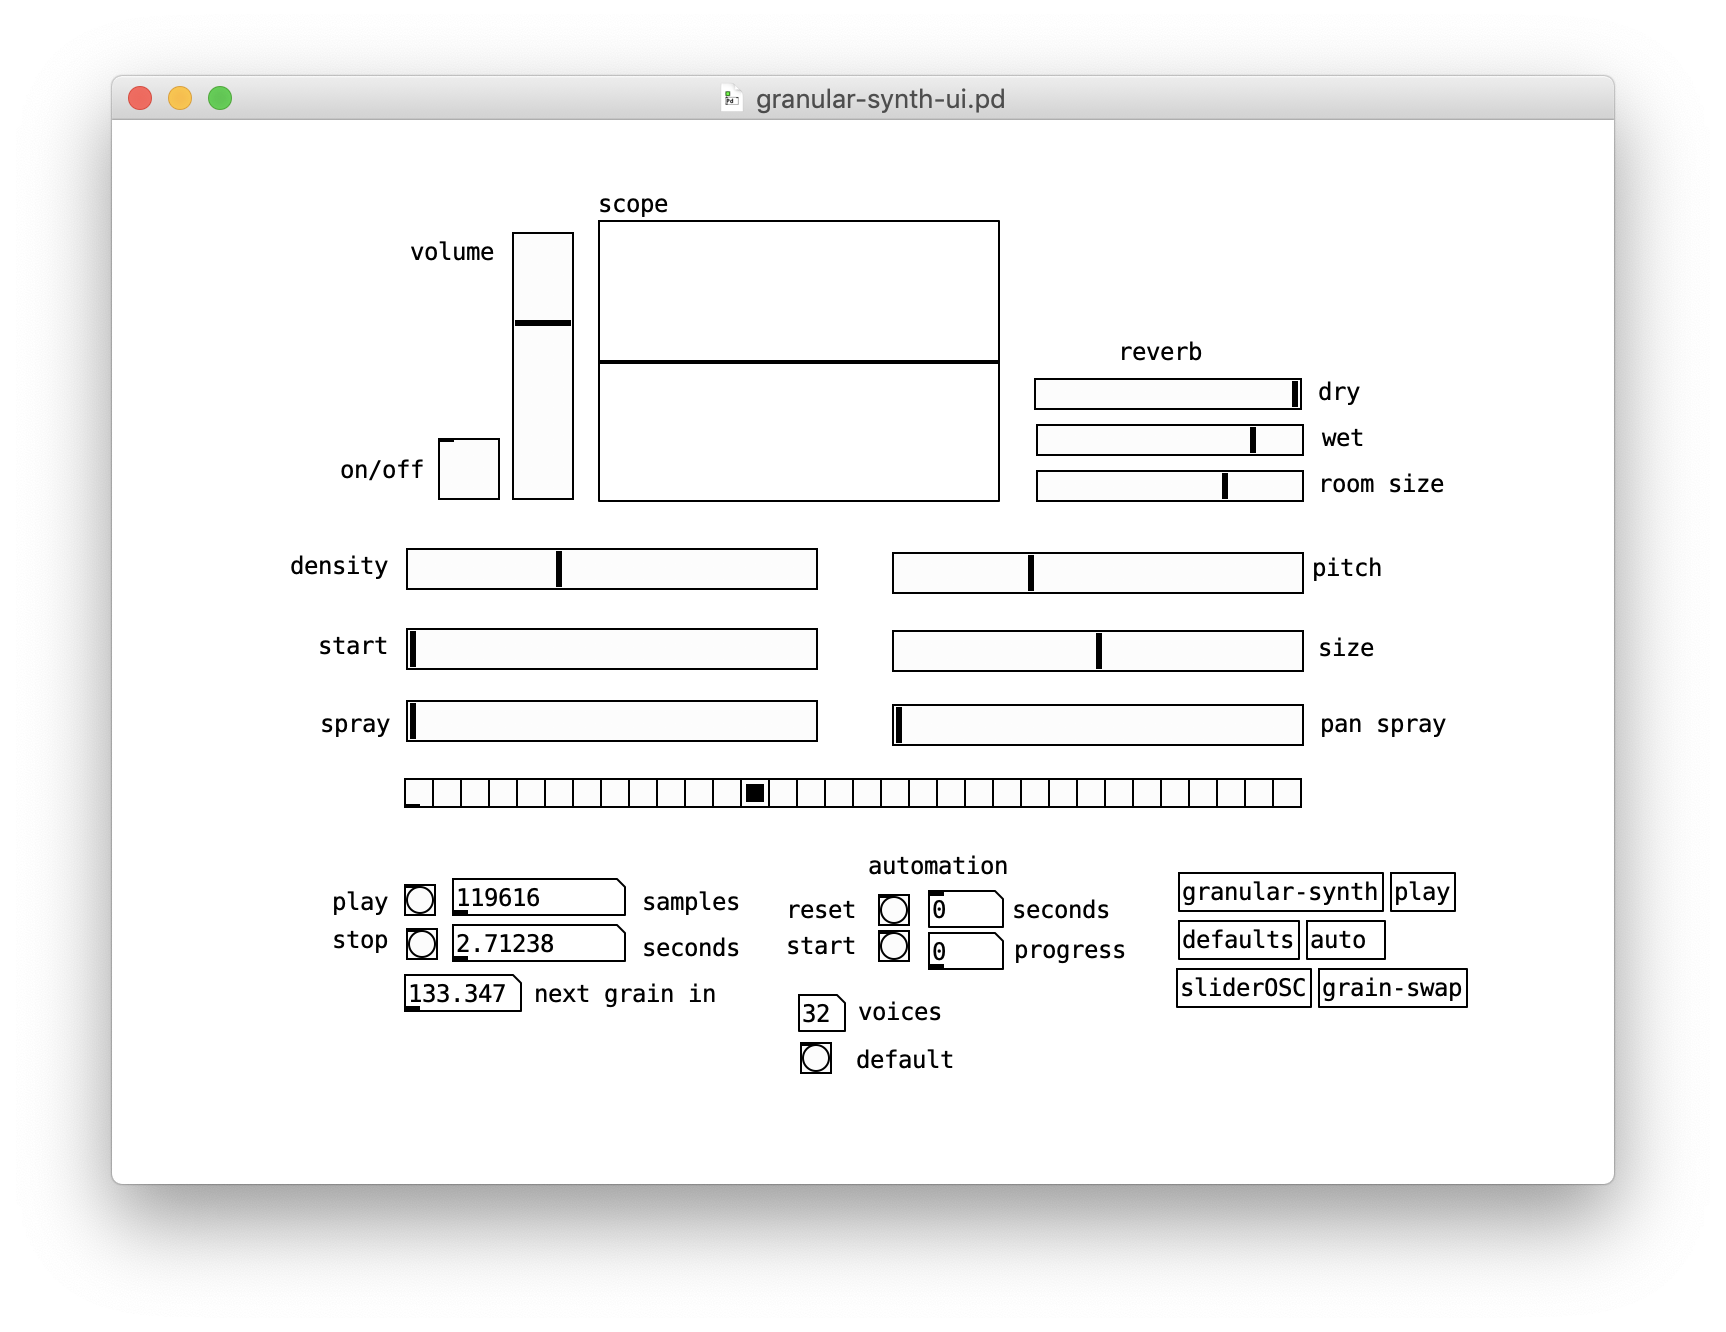 granular-synth-ui.pd
scope
volume
on/off
reverb
dry
wet
room size
density
pitch
start
size
spray
pan spray
play 119616 samples
stop 2.71238 seconds
133.347 next grain in
automation
reset 0 seconds
start 0 progress
32 voices
default
granular-synth play
defaults auto
sliderOSC grain-swap